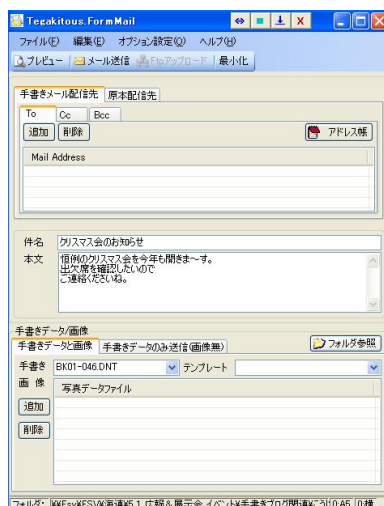 Tegakitous.FormMail
ファイル(F) 編集(E) オプション設定(O) ヘルプ(H)
プレビュー メール送信 Ftpアップロード 最小化
手書きメール配信先 原本配信先
To Cc Bcc
追加 削除 アドレス帳
Mail Address
件名 クリスマス会のお知らせ
本文 恒例のクリスマス会を今年も開きま～す。
出欠席を確認したいので
ご連絡くださいね。
手書きデータ/画像
手書きデータと画像 手書きデータのみ送信(画像無) フォルダ参照
手書き BK01-046.DNT テンプレート
画 像 写真データファイル
追加
削除
フォルダ: